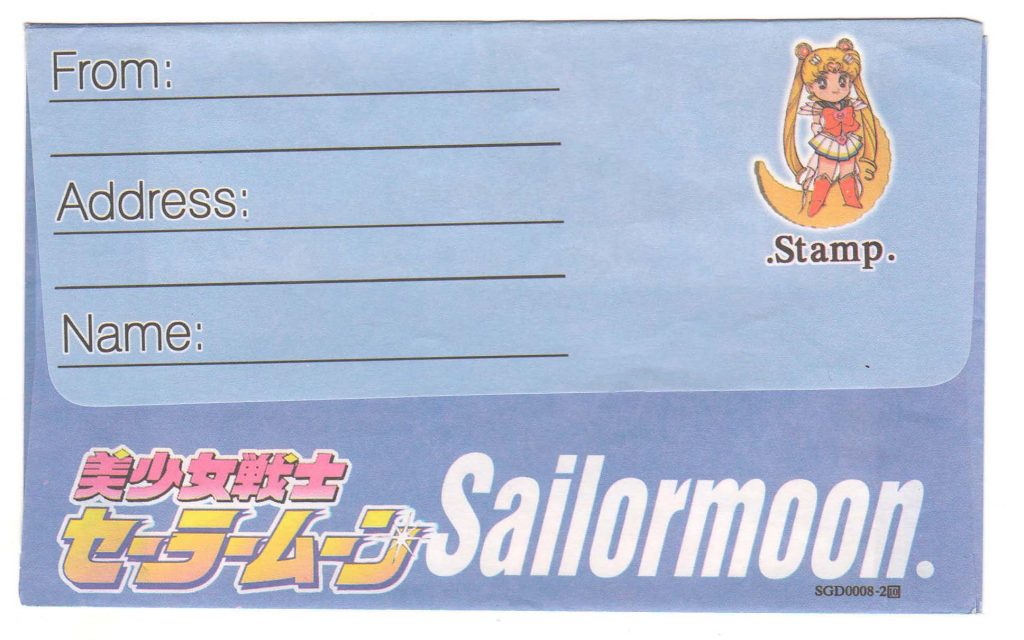 From:
Address:
Name:
.Stamp.
美少女戦士
セーラームーン
Sailormoon.
SGD0008-2 10